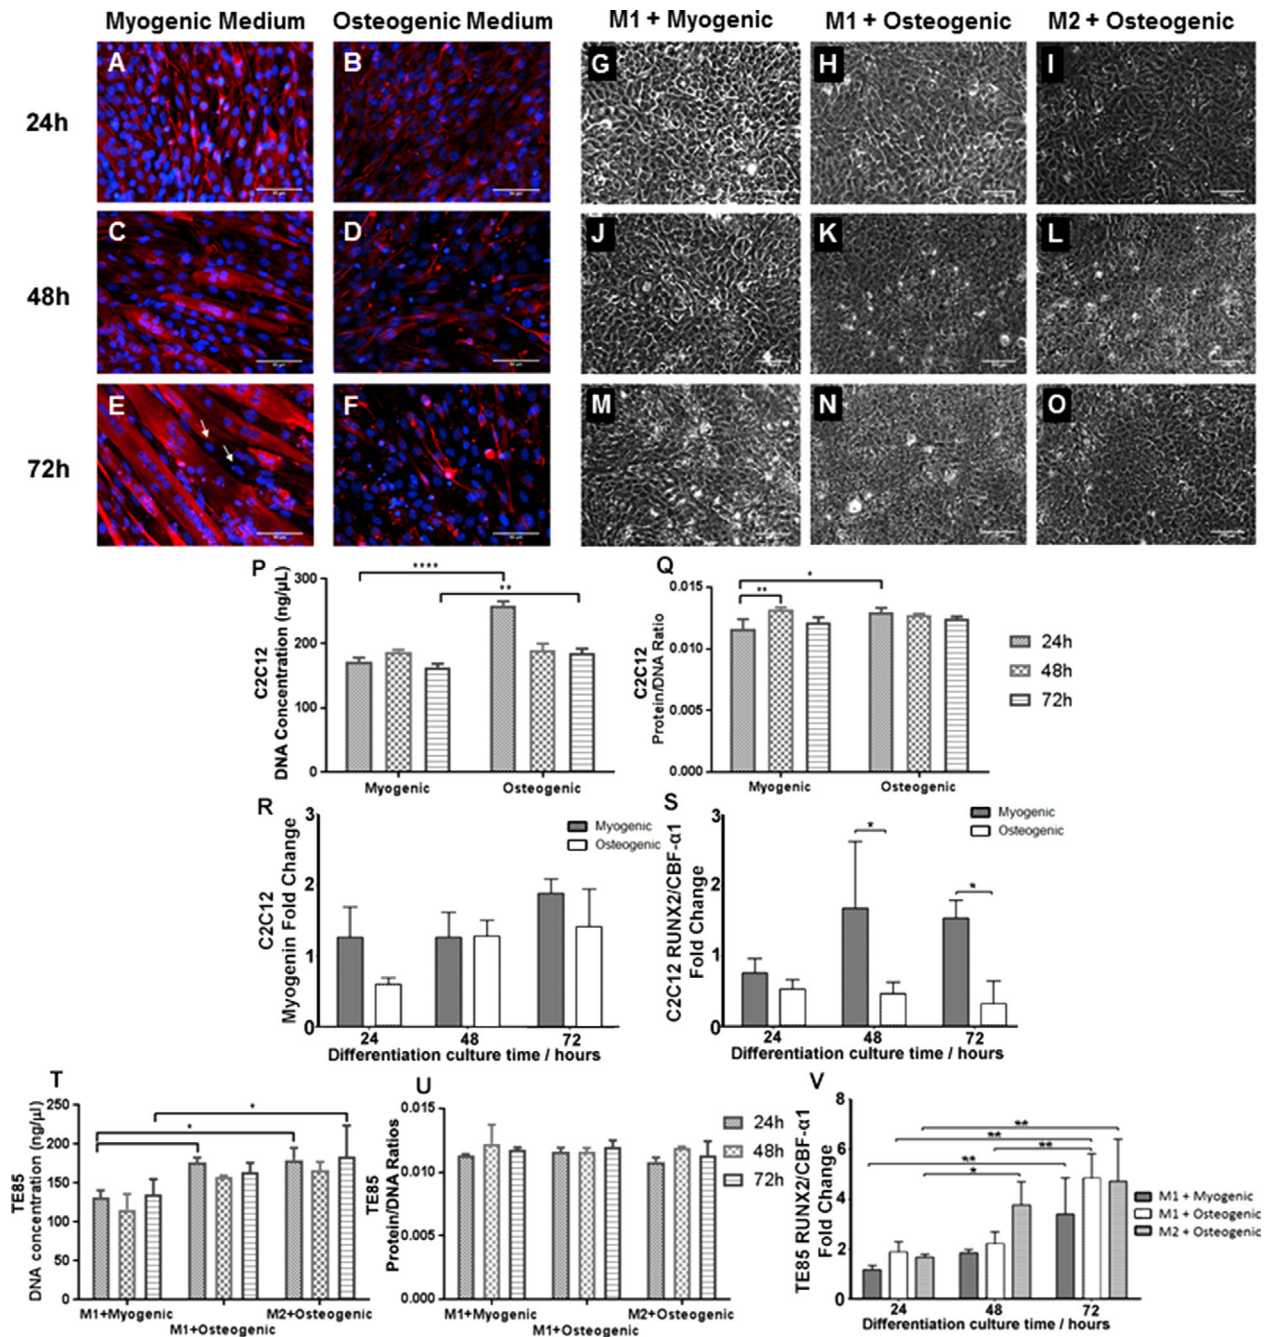 Myogenic Medium Osteogenic Medium M1 + Myogenic M1 + Osteogenic M2 + Osteogenic
24h
A B G H I
48h
C D J K L
72h
E F M N O
P
C2C12
DNA Concentration (ng/µL)
300
200
100
0
****
**
Myogenic Osteogenic
Q
C2C12
Protein/DNA Ratio
0.015
0.010
0.005
0.000
**
*
Myogenic Osteogenic
24h
48h
72h
R
C2C12
Myogenin Fold Change
3
2
1
0
Myogenic
Osteogenic
24 48 72
Differentiation culture time / hours
S
C2C12 RUNX2/CBF-α1
Fold Change
3
2
1
0
*
*
Myogenic
Osteogenic
24 48 72
Differentiation culture time / hours
T
TE85
DNA concentration (ng/µl)
250
200
150
100
50
0
*
*
M1+Myogenic M2+Osteogenic
M1+Osteogenic
U
TE85
Protein/DNA Ratios
0.015
0.010
0.005
0.000
M1+Myogenic M2+Osteogenic
M1+Osteogenic
24h
48h
72h
V
TE85 RUNX2/CBF-α1
Fold Change
8
6
4
2
0
**
**
**
**
*
M1 + Myogenic
M1 + Osteogenic
M2 + Osteogenic
24 48 72
Differentiation culture time / hours